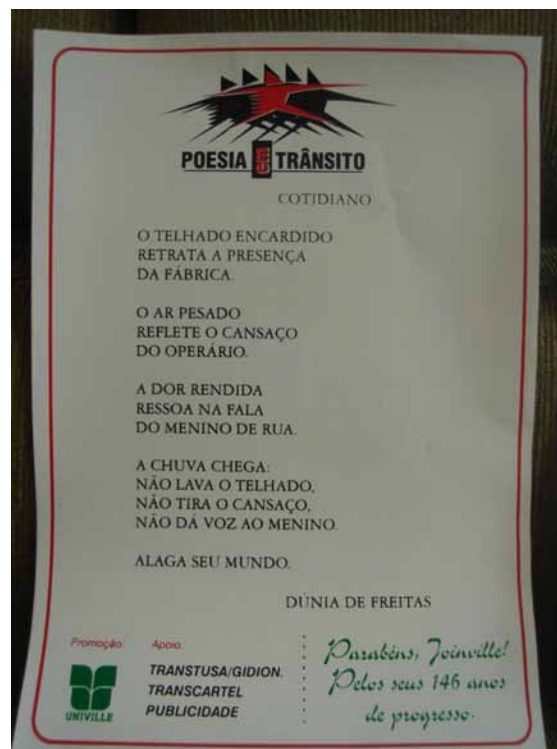 POESIA E TRÂNSITO
COTIDIANO
O TELHADO ENCARDIDO
RETRATA A PRESENÇA
DA FÁBRICA.
O AR PESADO
REFLETE O CANSAÇO
DO OPERÁRIO.
A DOR RENDIDA
RESSOA NA FALA
DO MENINO DE RUA.
A CHUVA CHEGA:
NÃO LAVA O TELHADO,
NÃO TIRA O CANSAÇO,
NÃO DÁ VOZ AO MENINO.
ALAGA SEU MUNDO.
DÚNIA DE FREITAS
Promoção:
UNIVILLE
Apoio:
TRANSTUSA/GIDION.
TRANSCARTEL
PUBLICIDADE
Parabéns, Joinville!
Pelos seus 146 anos
de progresso.